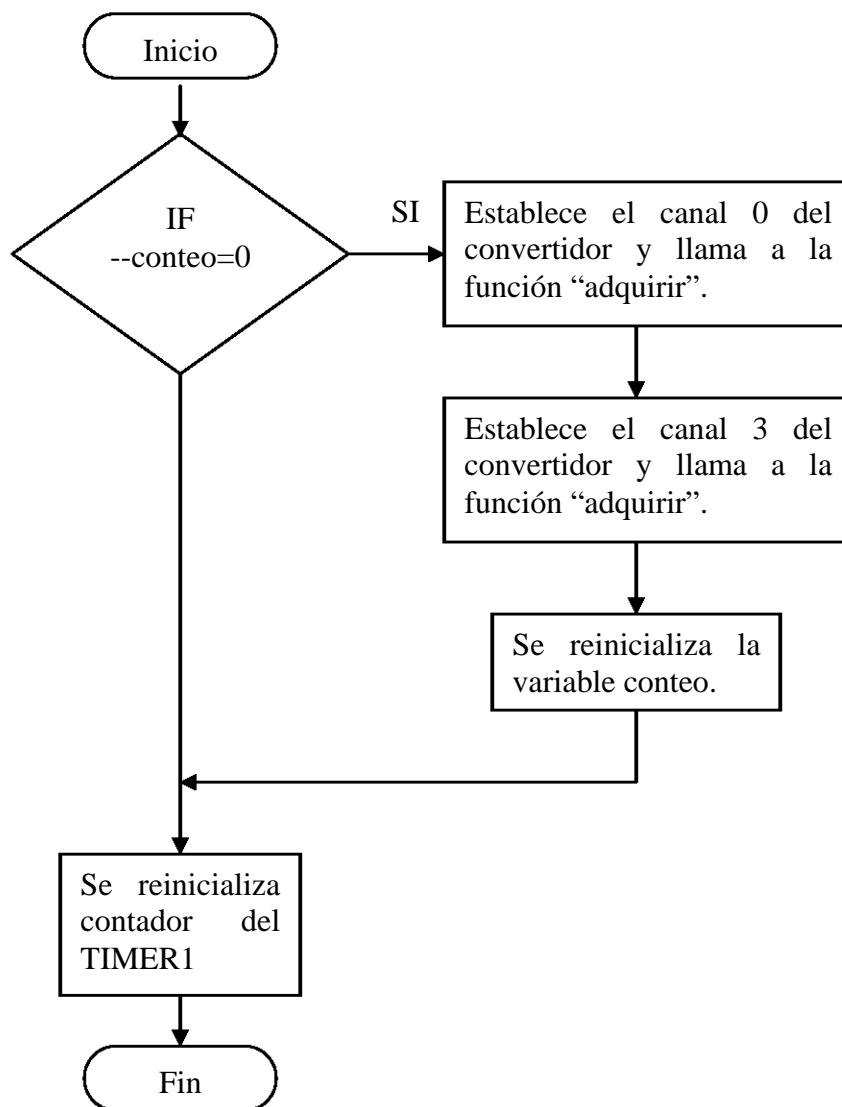 Inicio
IF
--conteo=0
SI
Establece el canal 0 del
convertidor y llama a la
función “adquirir”.
Establece el canal 3 del
convertidor y llama a la
función “adquirir”.
Se reinicializa la
variable conteo.
Se reinicializa
contador del
TIMER1
Fin